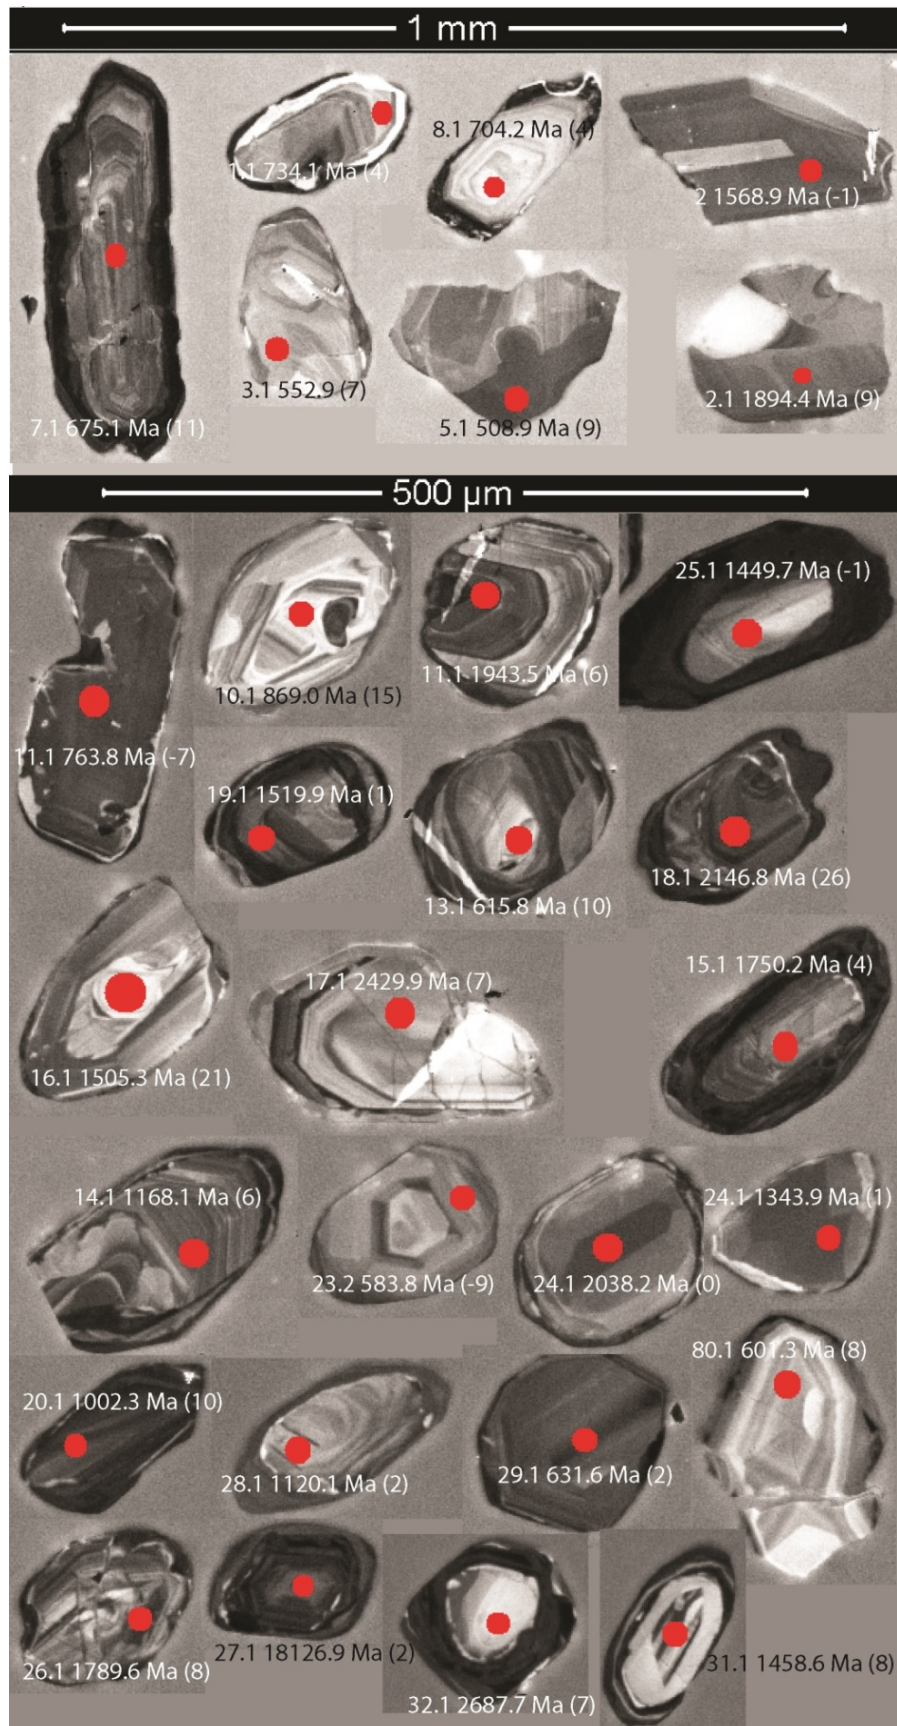 1 mm
8.1 704.2 Ma (4)
1.1 734.1 Ma (4)
2 1568.9 Ma (-1)
3.1 552.9 (7)
2.1 1894.4 Ma (9)
7.1 675.1 Ma (11)
5.1 508.9 Ma (9)
500 µm
25.1 1449.7 Ma (-1)
11.1 1943.5 Ma (6)
10.1 869.0 Ma (15)
11.1 763.8 Ma (-7)
19.1 1519.9 Ma (1)
18.1 2146.8 Ma (26)
13.1 615.8 Ma (10)
15.1 1750.2 Ma (4)
17.1 2429.9 Ma (7)
16.1 1505.3 Ma (21)
14.1 1168.1 Ma (6)
24.1 1343.9 Ma (1)
23.2 583.8 Ma (-9)
24.1 2038.2 Ma (0)
80.1 601.3 Ma (8)
20.1 1002.3 Ma (10)
28.1 1120.1 Ma (2)
29.1 631.6 Ma (2)
27.1 18126.9 Ma (2)
31.1 1458.6 Ma (8)
26.1 1789.6 Ma (8)
32.1 2687.7 Ma (7)